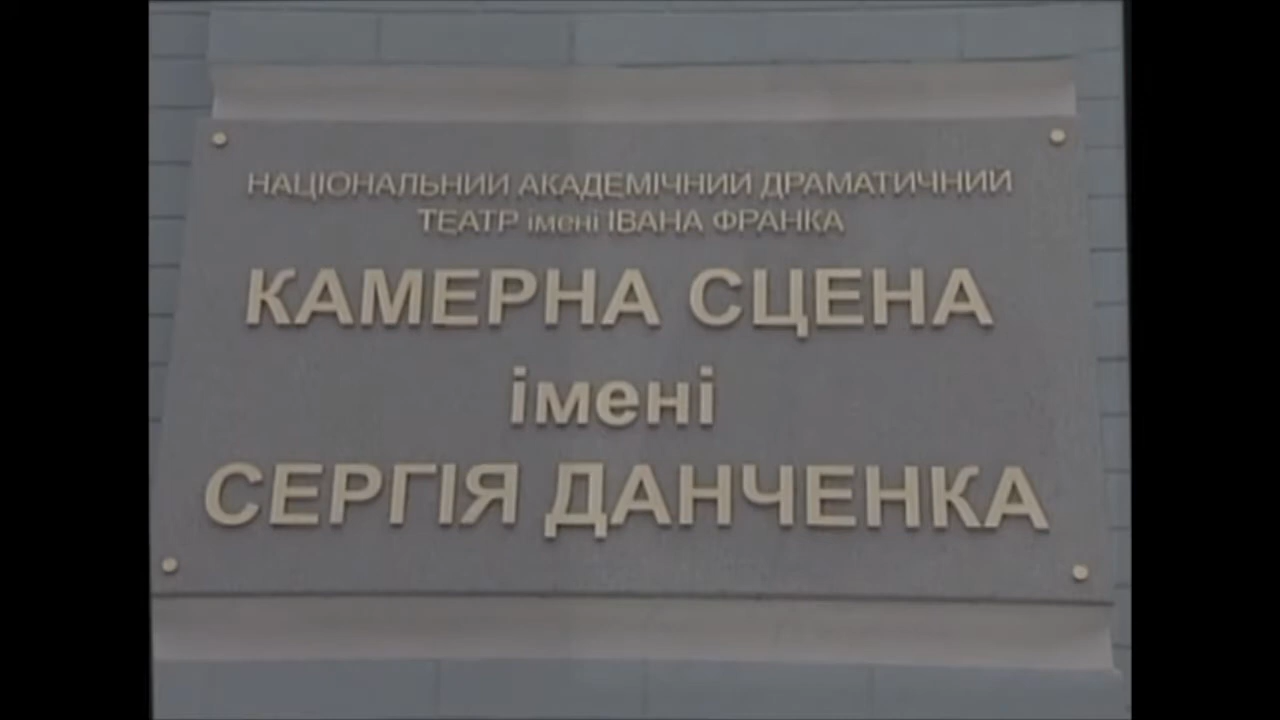 НАЦІОНАЛЬНИЙ АКАДЕМІЧНИЙ ДРАМАТИЧНИЙ
ТЕАТР імені ІВАНА ФРАНКА
КАМЕРНА СЦЕНА
імені
СЕРГІЯ ДАНЧЕНКА